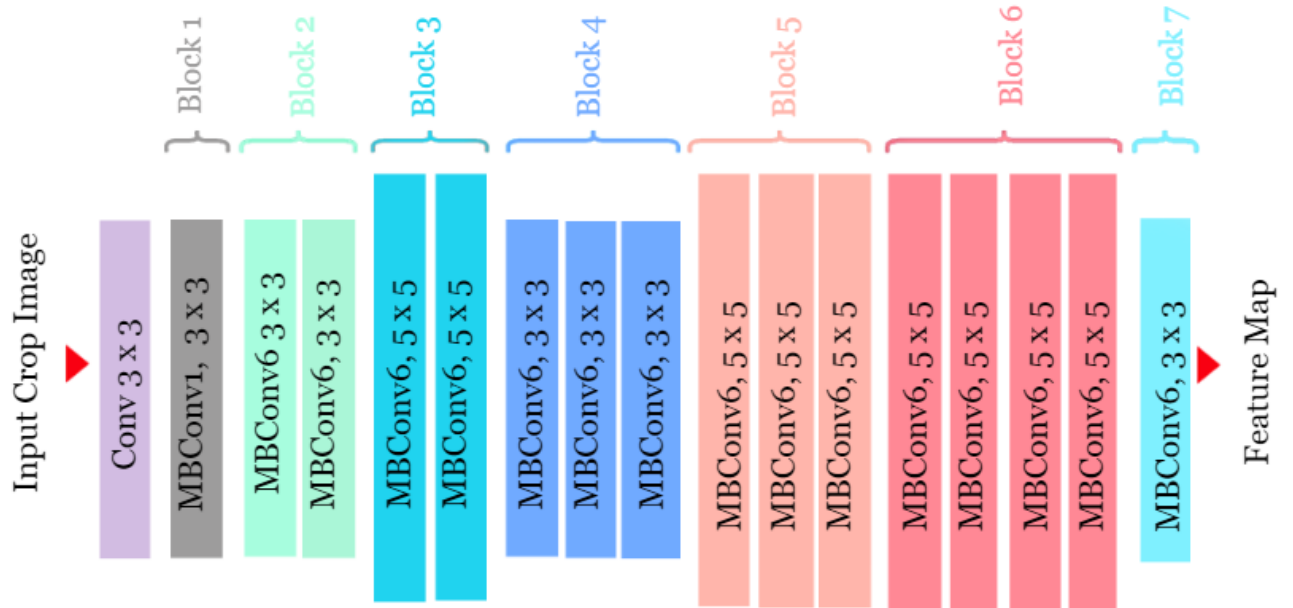 Input Crop Image
Conv 3 x 3
Block 1
MBConv1, 3 x 3
Block 2
MBConv6 3 x 3
MBConv6, 3 x 3
Block 3
MBConv6, 5 x 5
MBConv6, 5 x 5
Block 4
MBConv6, 3 x 3
MBConv6, 3 x 3
MBConv6, 3 x 3
Block 5
MBConv6, 5 x 5
MBConv6, 5 x 5
MBConv6, 5 x 5
Block 6
MBConv6, 5 x 5
MBConv6, 5 x 5
MBConv6, 5 x 5
MBConv6, 5 x 5
Block 7
MBConv6, 3 x 3
Feature Map